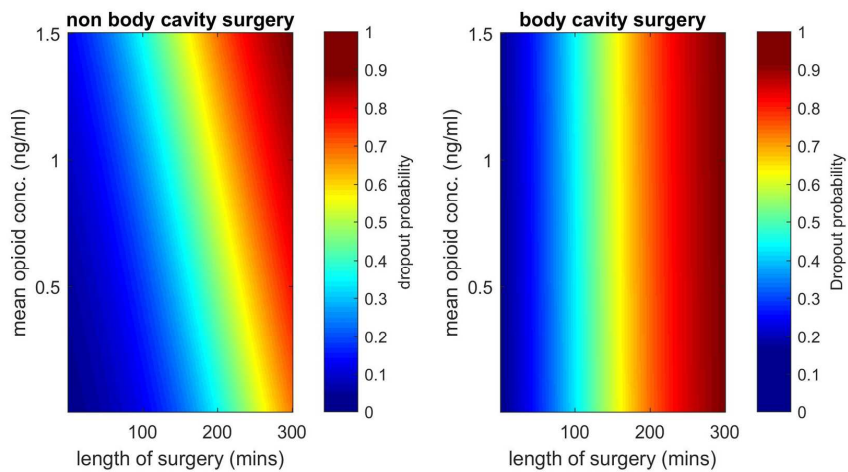 non body cavity surgery
1.5
1
0.5
mean opioid conc. (ng/ml)
100 200 300
length of surgery (mins)
1
0.9
0.8
0.7
0.6
0.5
0.4
0.3
0.2
0.1
0
dropout probability
body cavity surgery
1.5
1
0.5
mean opioid conc. (ng/ml)
100 200 300
length of surgery (mins)
1
0.9
0.8
0.7
0.6
0.5
0.4
0.3
0.2
0.1
0
Dropout probability